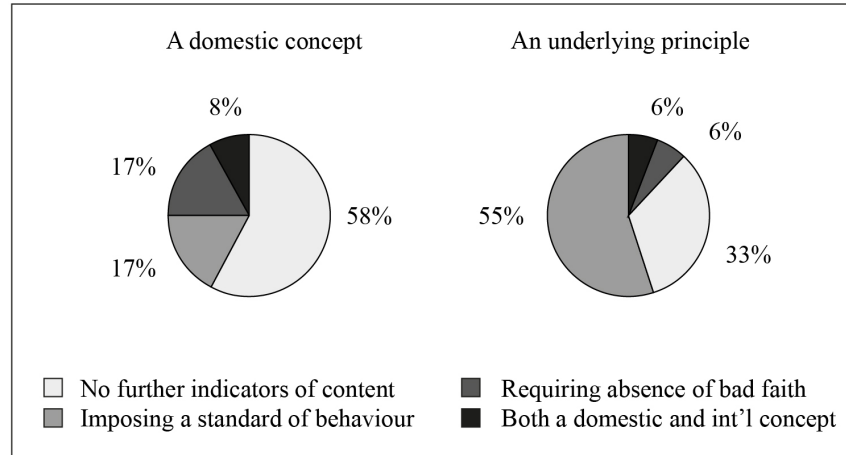 A domestic concept
An underlying principle
8%
17%
17%
58%
6%
6%
55%
33%
No further indicators of content
Imposing a standard of behaviour
Requiring absence of bad faith
Both a domestic and int'l concept